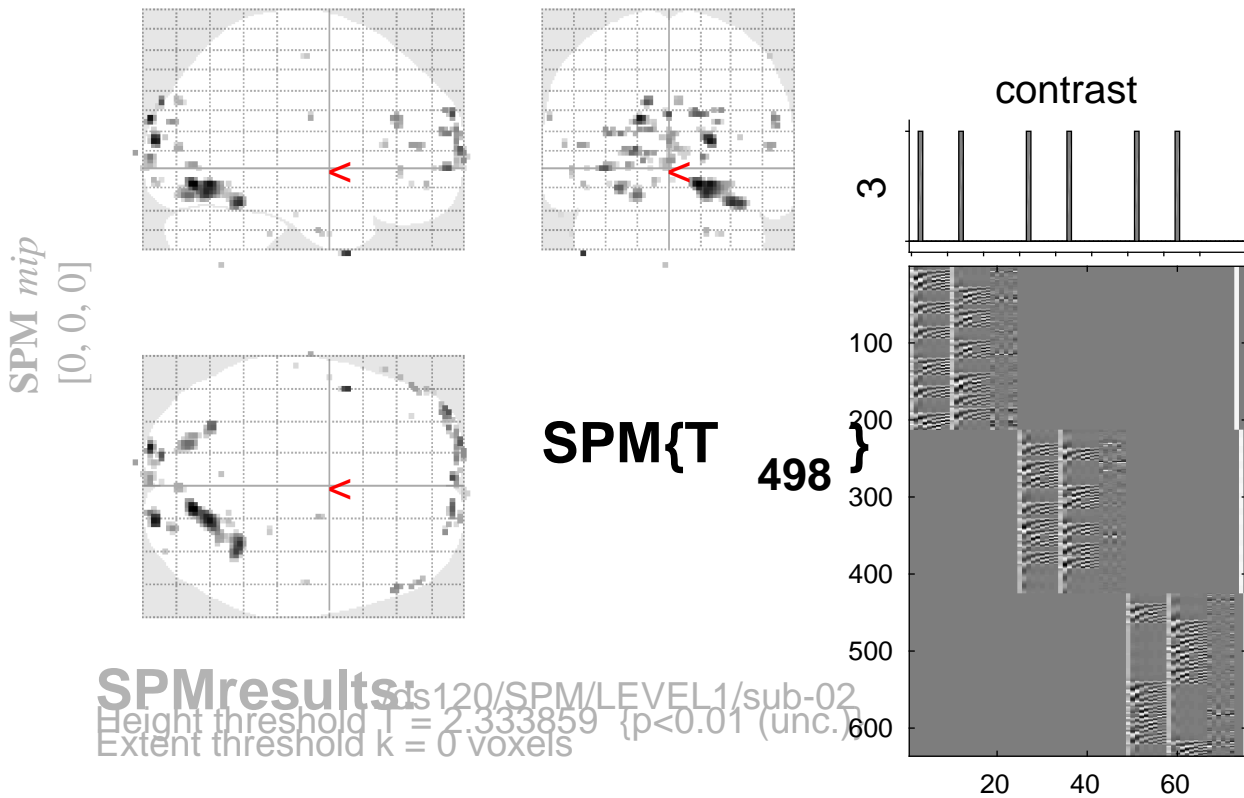 SPM mip
[0, 0, 0]
<
<
<
SPM{T498}
contrast
3
100
200
300
400
500
600
20 40 60
SPMresults: /ds120/SPM/LEVEL1/sub-02
Height threshold T = 2.333859 {p<0.01 (unc.)}
Extent threshold k = 0 voxels